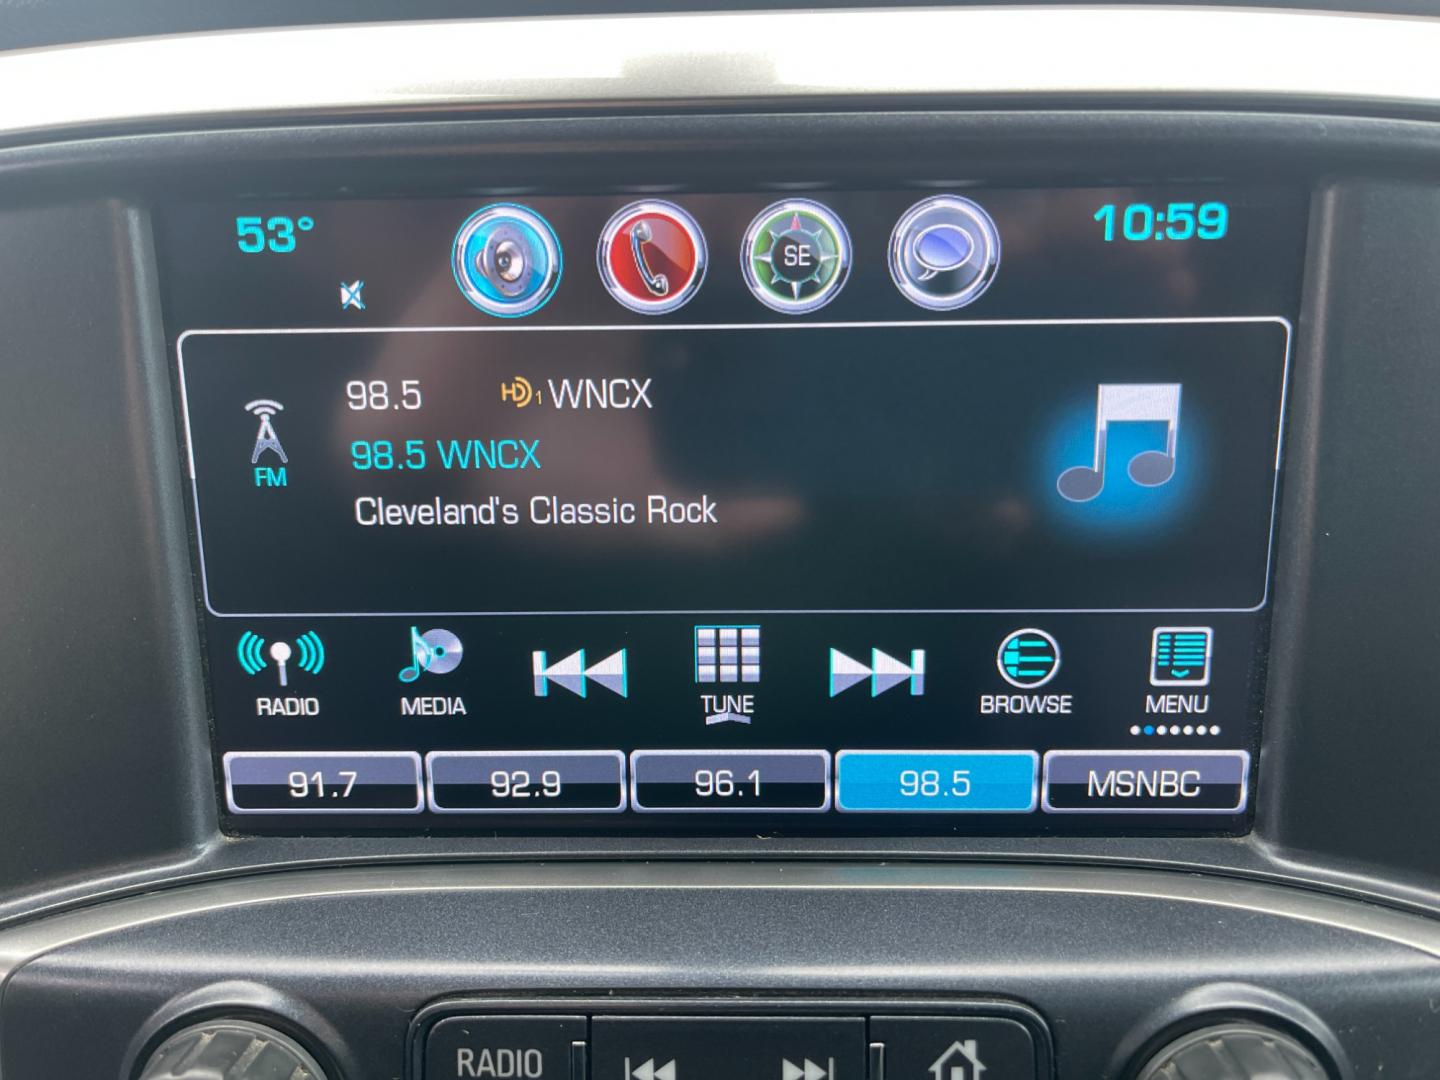 53°
SE
10:59
98.5 HD1 WNCX
98.5 WNCX
FM
Cleveland's Classic Rock
RADIO MEDIA TUNE BROWSE MENU
91.7 92.9 96.1 98.5 MSNBC
RADIO